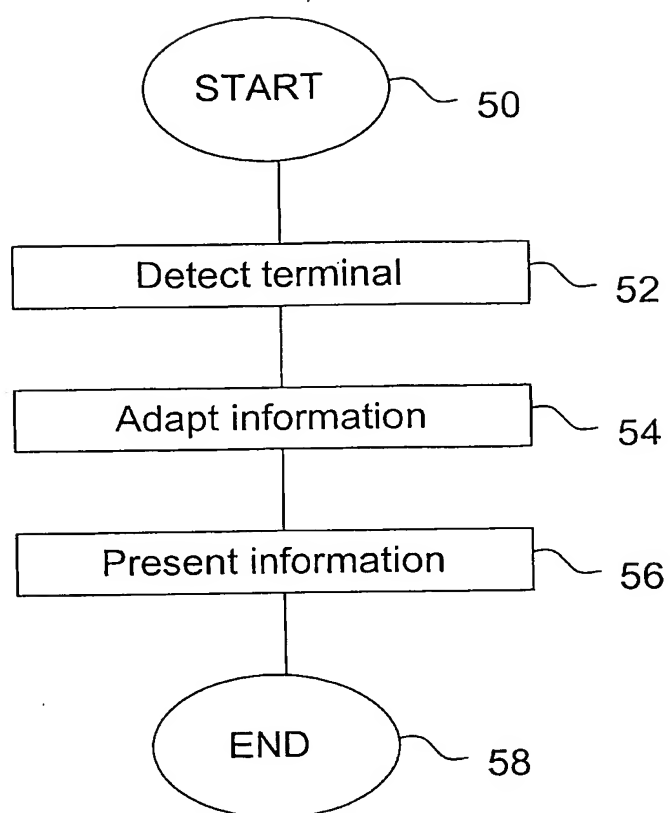 START
50
Detect terminal
52
Adapt information
54
Present information
56
END
58